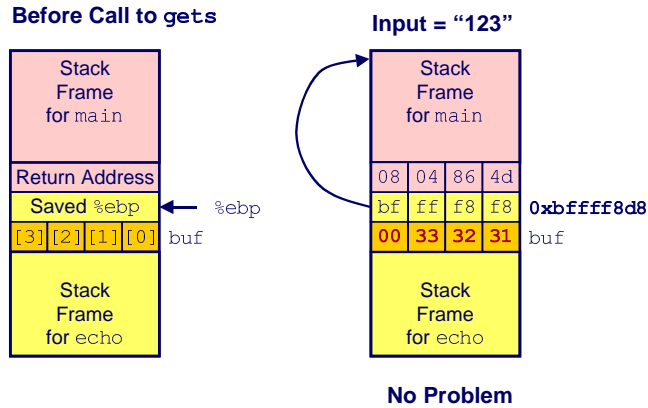 Before Call to gets
Stack
Frame
for main
Return Address
Saved %ebp
%ebp
[3] [2] [1] [0]
buf
Stack
Frame
for echo
Input = “123”
Stack
Frame
for main
08 04 86 4d
bf ff f8 f8
0xbffff8d8
00 33 32 31
buf
Stack
Frame
for echo
No Problem